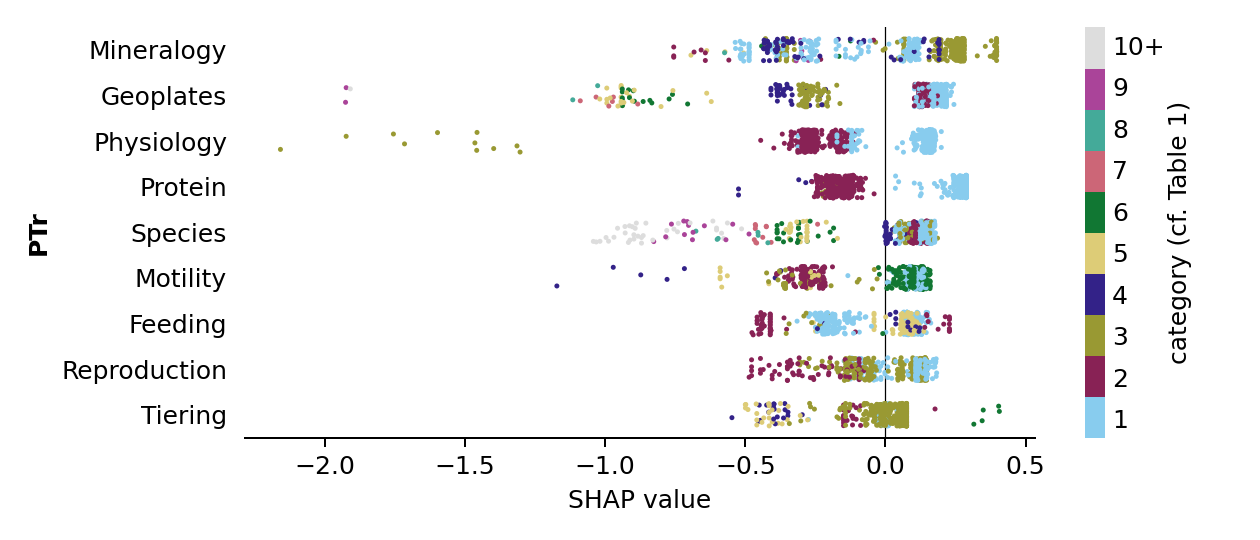 PTr
Mineralogy
Geoplates
Physiology
Protein
Species
Motility
Feeding
Reproduction
Tiering
−2.0 −1.5 −1.0 −0.5 0.0 0.5
SHAP value
10+
9
8
7
6
5
4
3
2
1
category (cf. Table 1)